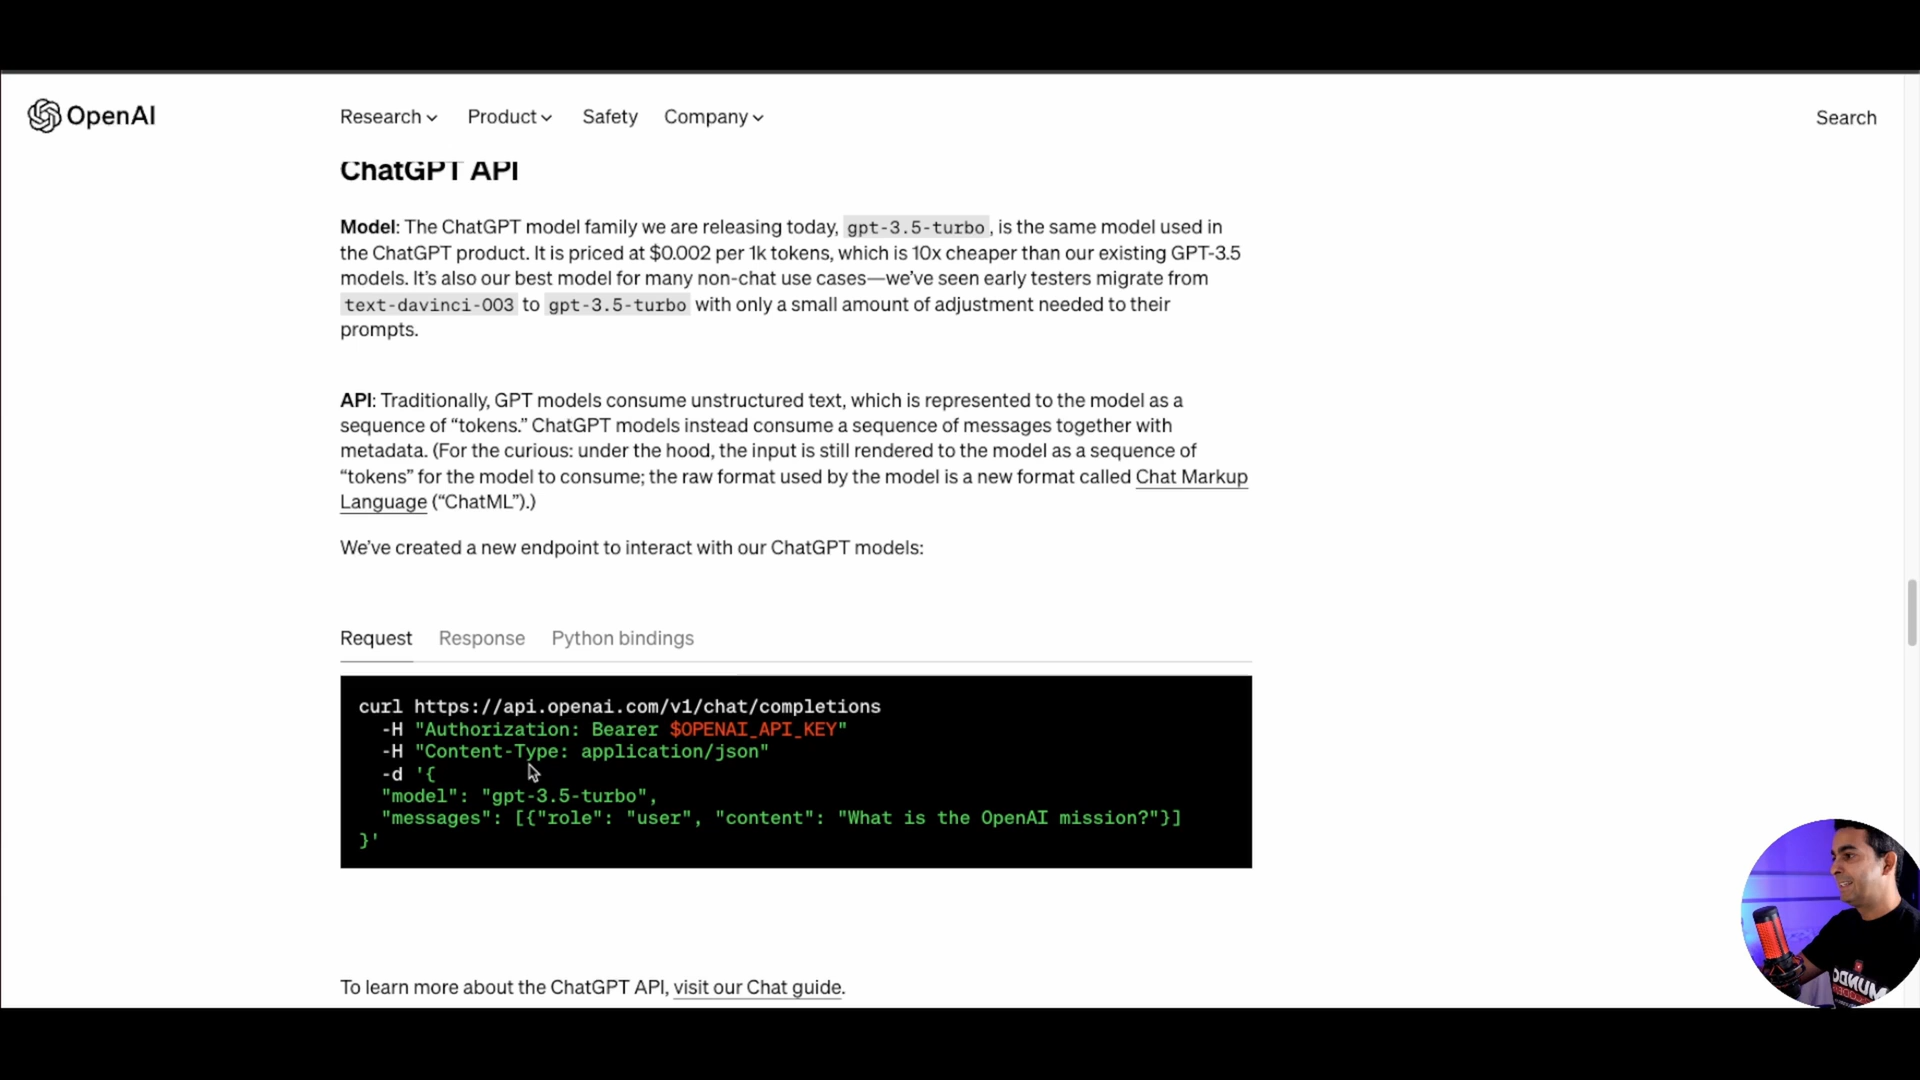 OpenAI
Research
Product
Safety
Company
Search
ChatGPT API
Model: The ChatGPT model family we are releasing today, gpt-3.5-turbo, is the same model used in
the ChatGPT product. It is priced at $0.002 per 1k tokens, which is 10x cheaper than our existing GPT-3.5
models. It’s also our best model for many non-chat use cases—we’ve seen early testers migrate from
text-davinci-003 to gpt-3.5-turbo with only a small amount of adjustment needed to their
prompts.
API: Traditionally, GPT models consume unstructured text, which is represented to the model as a
sequence of “tokens.” ChatGPT models instead consume a sequence of messages together with
metadata. (For the curious: under the hood, the input is still rendered to the model as a sequence of
“tokens” for the model to consume; the raw format used by the model is a new format called Chat Markup
Language (“ChatML”).)
We’ve created a new endpoint to interact with our ChatGPT models:
Request
Response
Python bindings
curl https://api.openai.com/v1/chat/completions
-H "Authorization: Bearer $OPENAI_API_KEY"
-H "Content-Type: application/json"
-d '{
"model": "gpt-3.5-turbo",
"messages": [{"role": "user", "content": "What is the OpenAI mission?"}]
}'
To learn more about the ChatGPT API, visit our Chat guide.